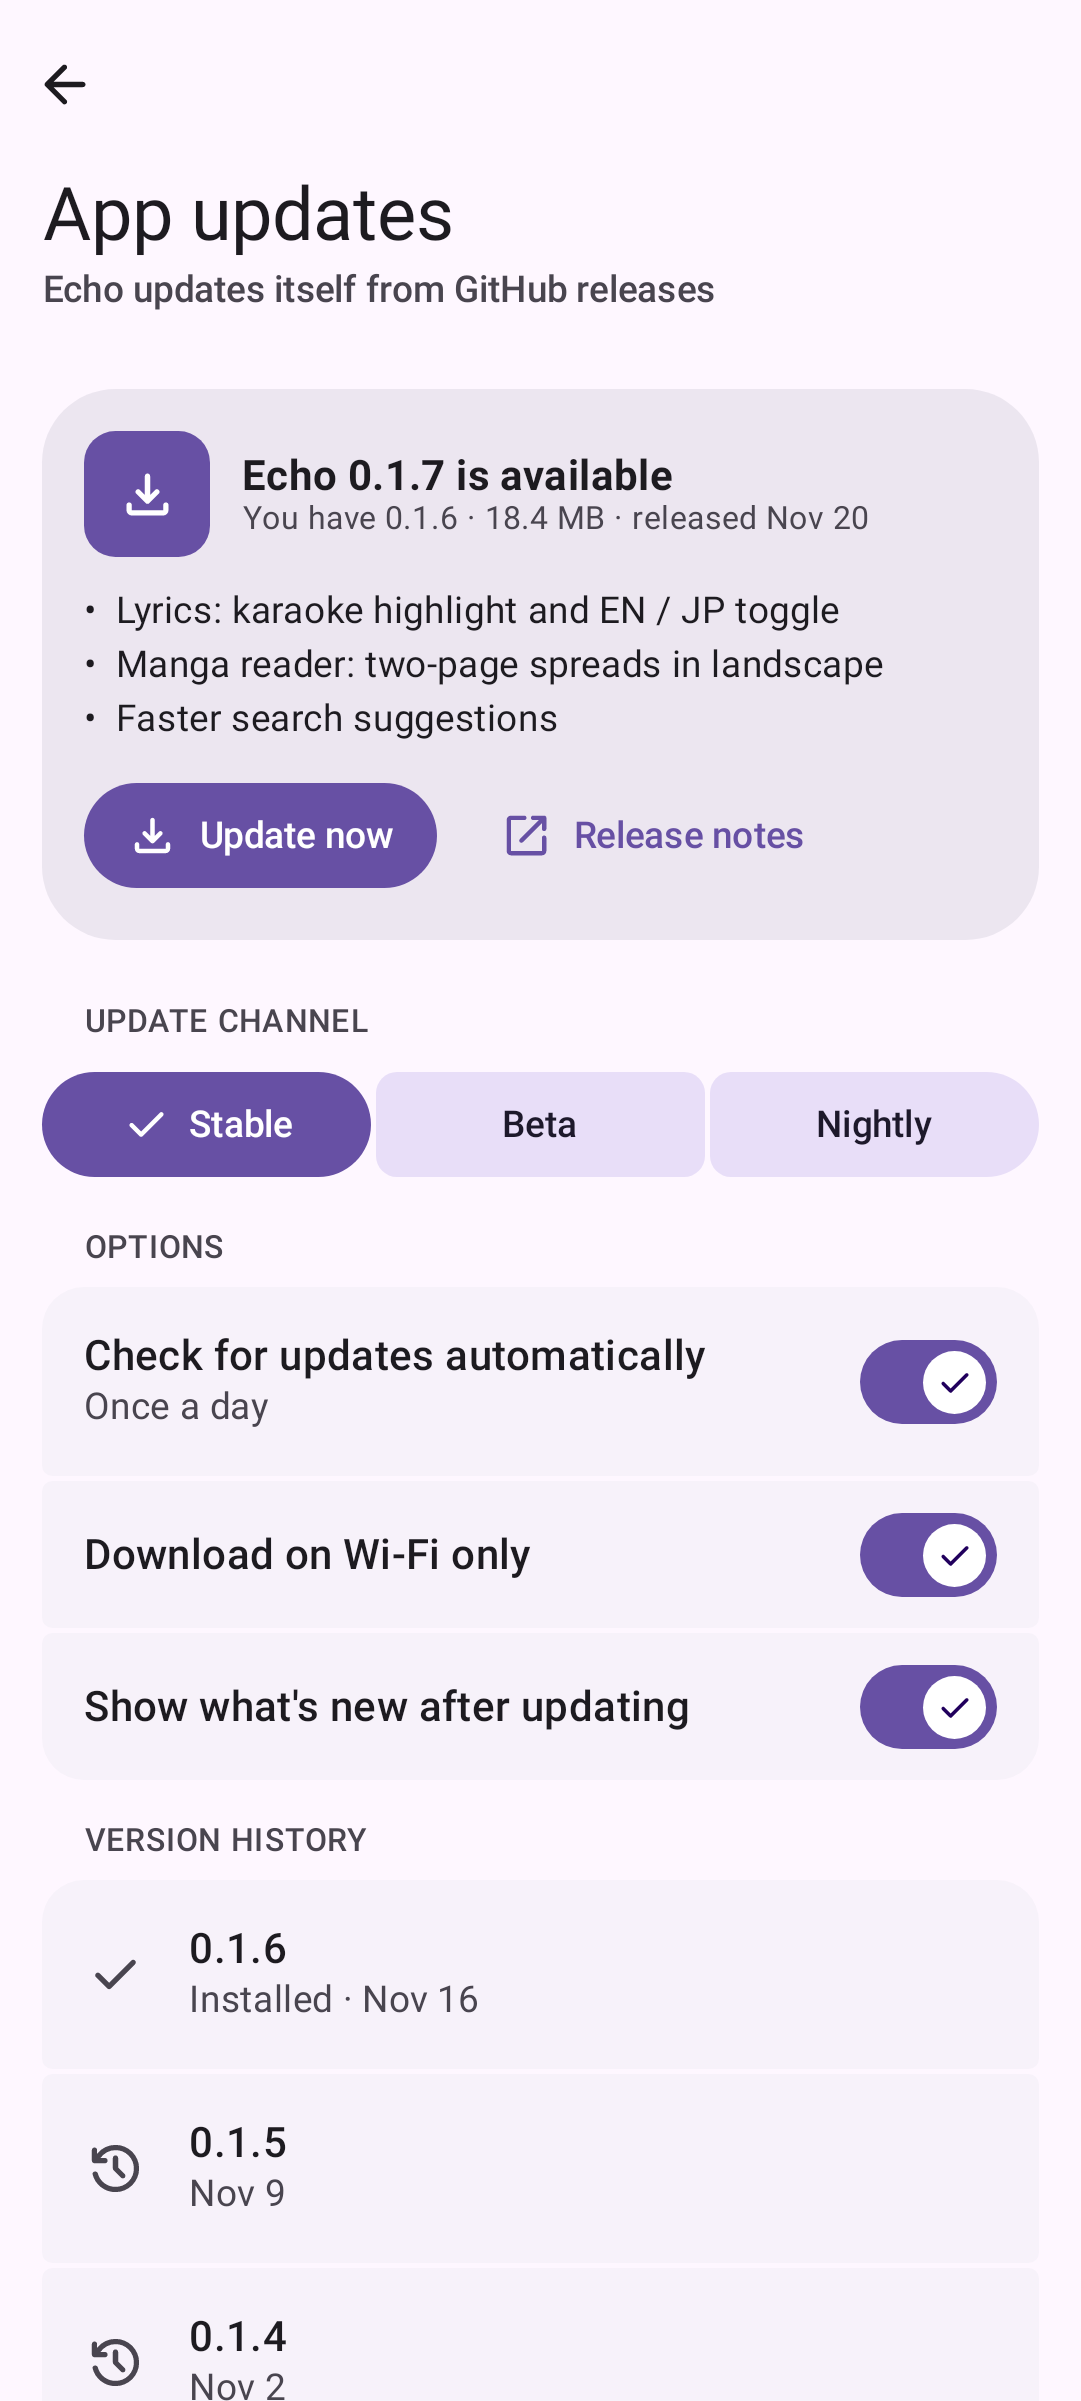 App updates
Echo updates itself from GitHub releases
Echo 0.1.7 is available
You have 0.1.6 · 18.4 MB · released Nov 20
• Lyrics: karaoke highlight and EN / JP toggle
• Manga reader: two-page spreads in landscape
• Faster search suggestions
Update now
Release notes
UPDATE CHANNEL
Stable
Beta
Nightly
OPTIONS
Check for updates automatically
Once a day
Download on Wi-Fi only
Show what's new after updating
VERSION HISTORY
0.1.6
Installed · Nov 16
0.1.5
Nov 9
0.1.4
Nov 2